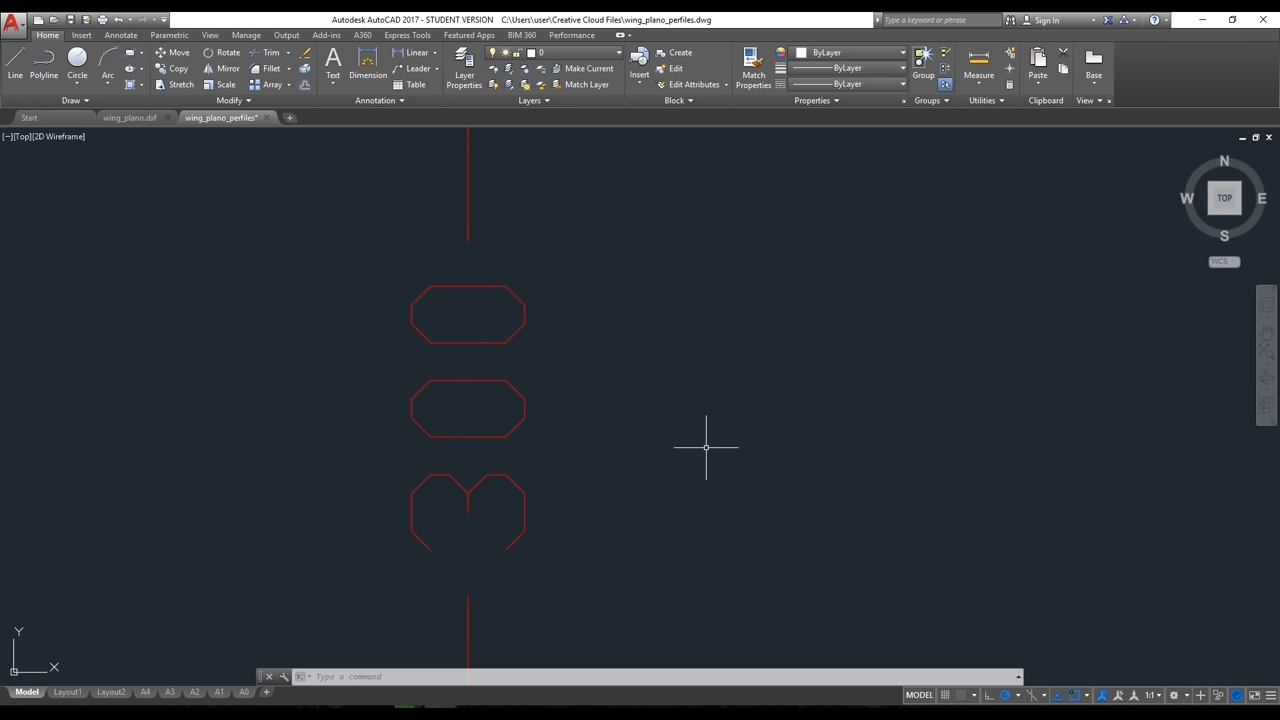 Autodesk AutoCAD 2017 - STUDENT VERSION C:\Users\user\Creative Cloud Files\wing_plano_perfiles.dwg
Type a keyword or phrase
Sign In
Home Insert Annotate Parametric View Manage Output Add-ins A360 Express Tools Featured Apps BIM 360 Performance
Line Polyline Circle Arc
Move Rotate Trim
Copy Mirror Fillet
Stretch Scale Array
Text Dimension
Linear
Leader
Table
Layer Properties
0
Make Current
Match Layer
Insert
Create
Edit
Edit Attributes
Match Properties
ByLayer
ByLayer
ByLayer
Group
Measure
Paste
Base
Draw Modify Annotation Layers Block Properties Groups Utilities Clipboard View
Start wing_plano.dxf wing_plano_perfiles*
[−][Top][2D Wireframe]
N
W TOP E
S
WCS
300
Y
X
Type a command
Model Layout1 Layout2 A4 A3 A2 A1 A0
MODEL 1:1